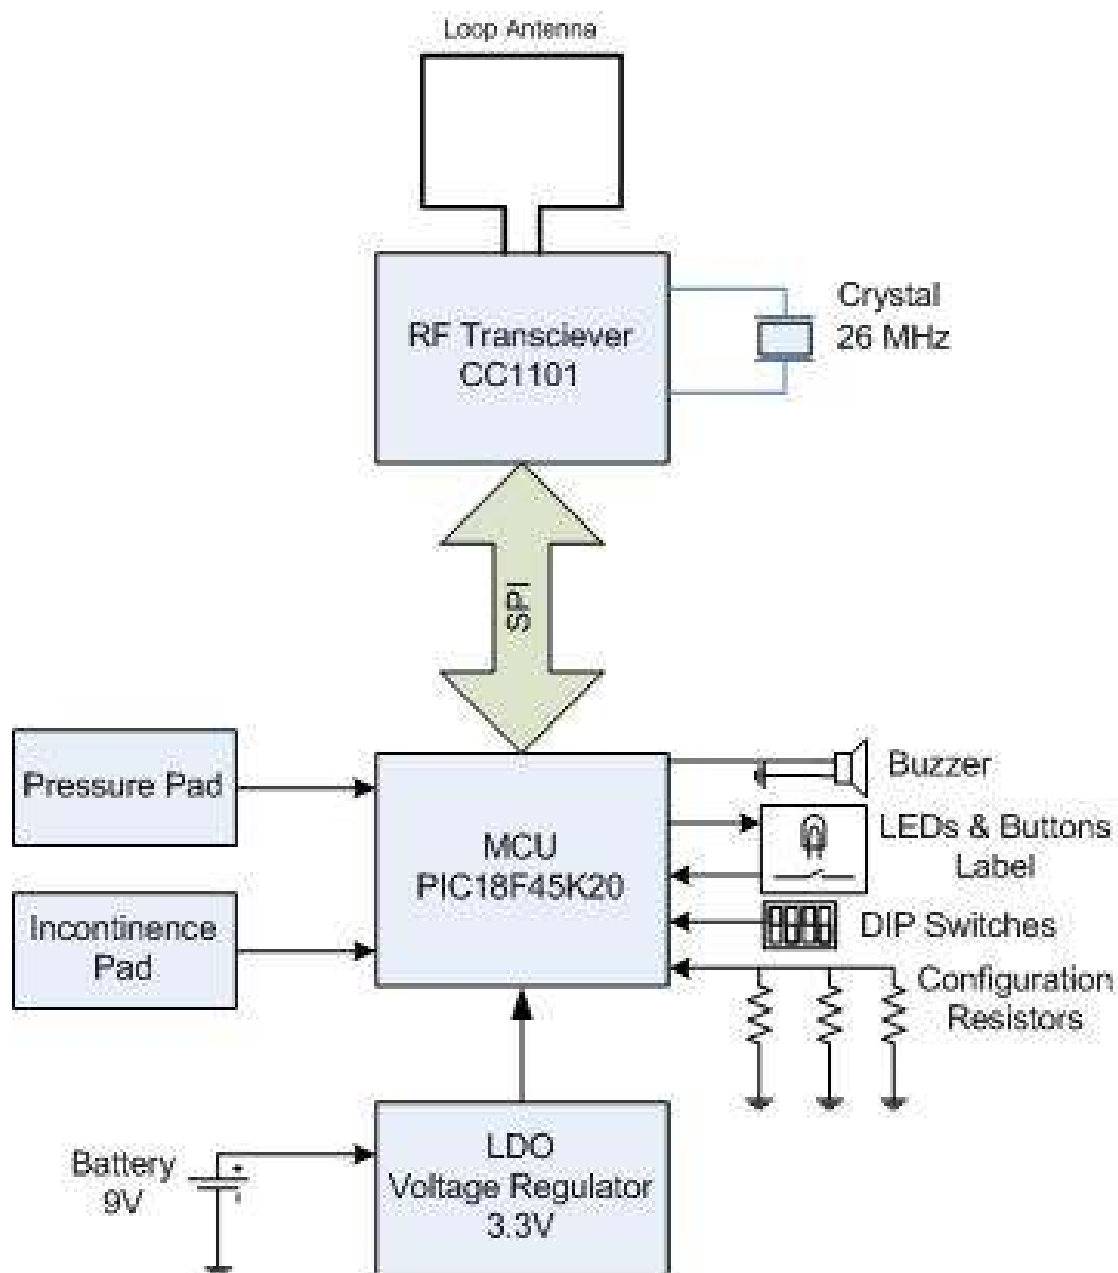 Loop Antenna
RF Transciever
CC1101
Crystal
26 MHz
SPI
Pressure Pad
Incontinence
Pad
MCU
PIC18F45K20
Buzzer
LEDs & Buttons
Label
DIP Switches
Configuration
Resistors
Battery
9V
+
-
LDO
Voltage Regulator
3.3V